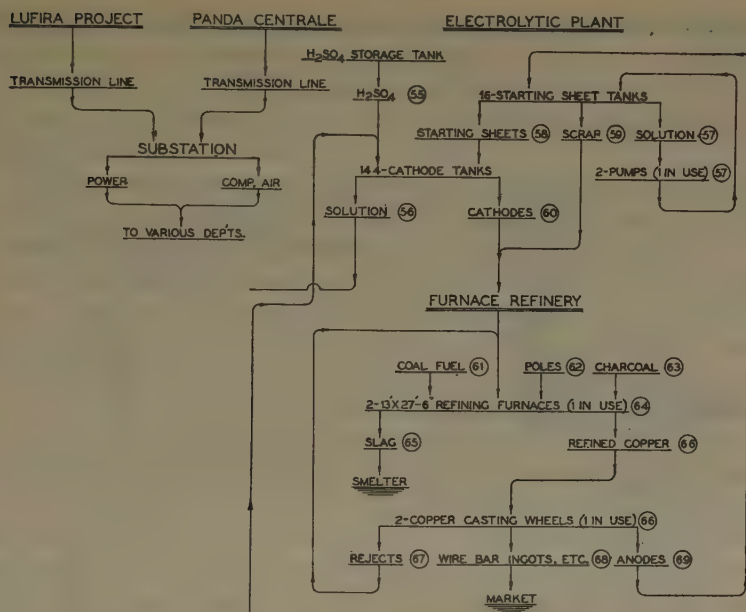 LUFIRA PROJECT
PANDA CENTRALE
ELECTROLYTIC PLANT
H2SO4 STORAGE TANK
TRANSMISSION LINE
TRANSMISSION LINE
H2SO4 55
16-STARTING SHEET TANKS
STARTING SHEETS 58
SCRAP 59
SOLUTION 57
SUBSTATION
144-CATHODE TANKS
2-PUMPS (1 IN USE) 57
POWER
COMP. AIR
SOLUTION 56
CATHODES 60
TO VARIOUS DEP'TS.
FURNACE REFINERY
COAL FUEL 61
POLES 62
CHARCOAL 63
2-13'X27'-6" REFINING FURNACES (1 IN USE) 64
SLAG 65
REFINED COPPER 66
SMELTER
2-COPPER CASTING WHEELS (1 IN USE) 66
REJECTS 67
WIRE BAR INGOTS, ETC. 68
ANODES 69
MARKET